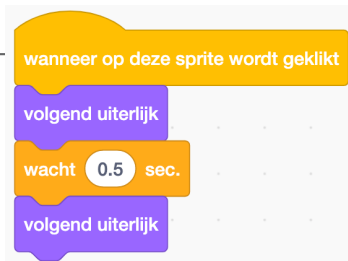 wanneer op deze sprite wordt geklikt
volgend uiterlijk
wacht 0.5 sec.
volgend uiterlijk